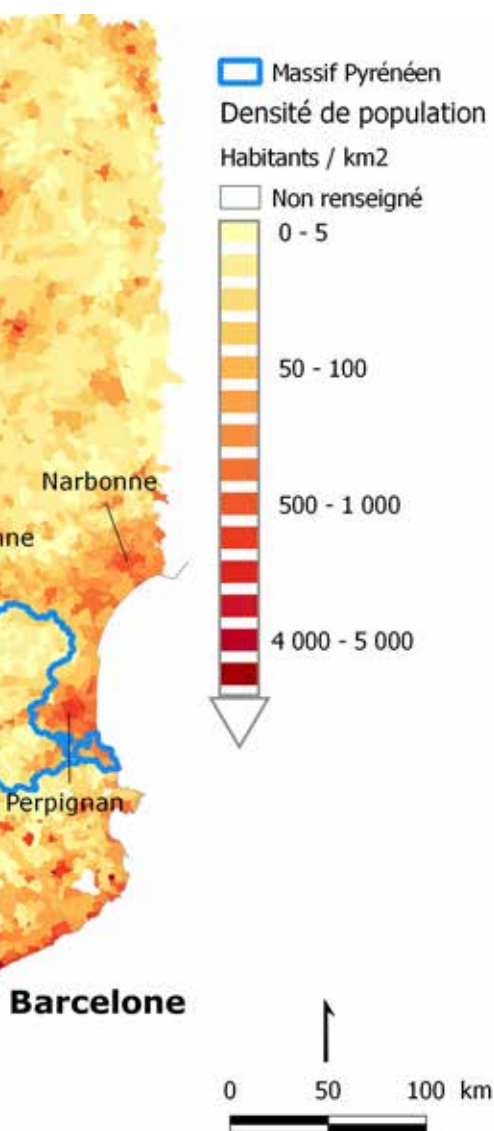 Massif Pyrénéen
Densité de population
Habitants / km2
Non renseigné
0 - 5
50 - 100
500 - 1 000
4 000 - 5 000
Narbonne
nne
Perpignan
Barcelone
0 50 100 km